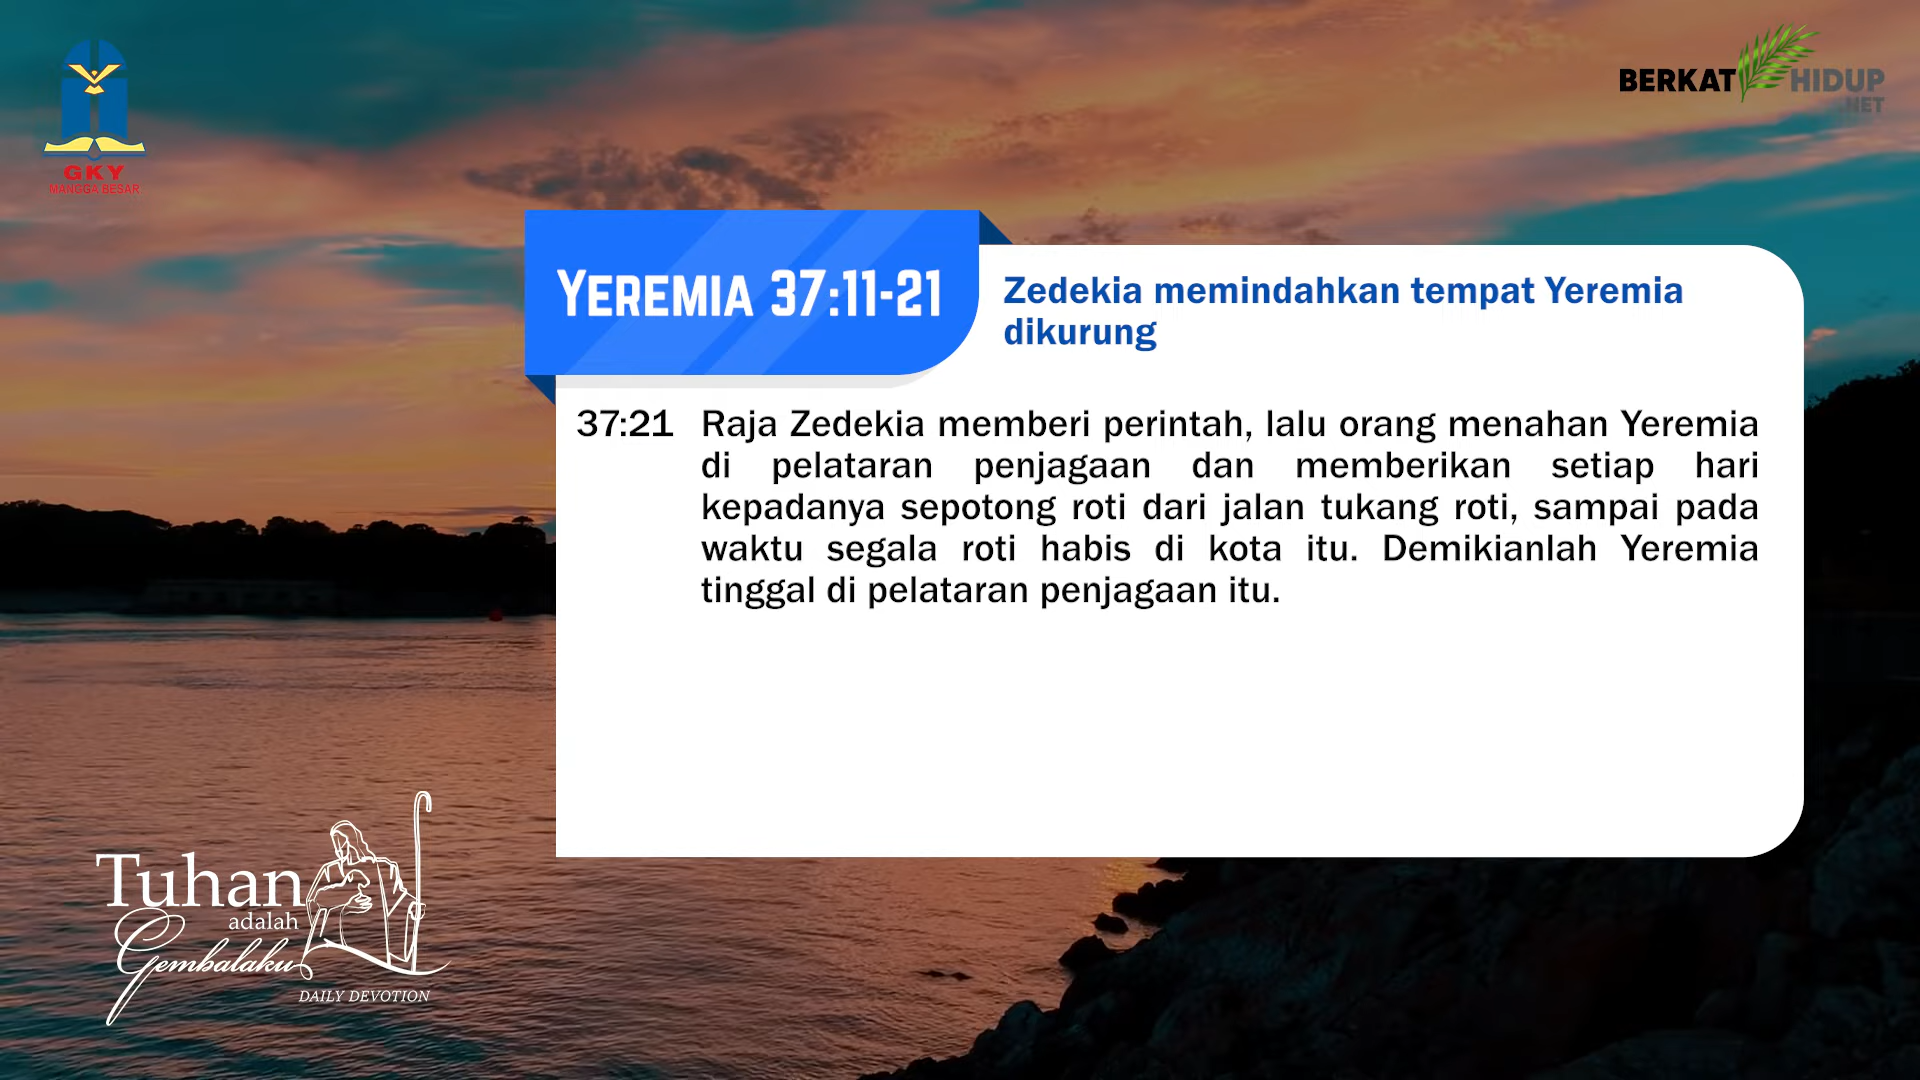 GKY
MANGGA BESAR
BERKAT HIDUP
.NET
YEREMIA 37:11-21
Zedekia memindahkan tempat Yeremia
dikurung
37:21 Raja Zedekia memberi perintah, lalu orang menahan Yeremia
di pelataran penjagaan dan memberikan setiap hari
kepadanya sepotong roti dari jalan tukang roti, sampai pada
waktu segala roti habis di kota itu. Demikianlah Yeremia
tinggal di pelataran penjagaan itu.
Tuhan
adalah
Gembalaku
DAILY DEVOTION